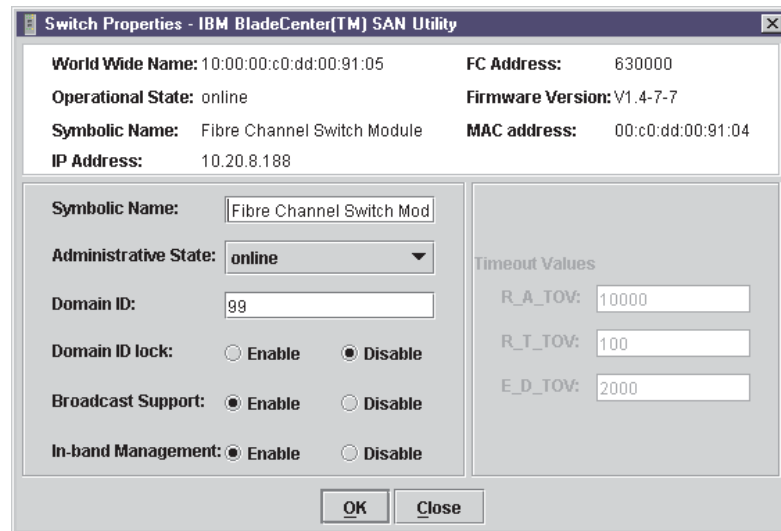 Switch Properties - IBM BladeCenter(TM) SAN Utility
World Wide Name: 10:00:00:c0:dd:00:91:05 FC Address: 630000
Operational State: online Firmware Version: V1.4-7-7
Symbolic Name: Fibre Channel Switch Module MAC address: 00:c0:dd:00:91:04
IP Address: 10.20.8.188
Symbolic Name: Fibre Channel Switch Mod
Administrative State: online
Domain ID: 99
Domain ID lock: Enable Disable
Broadcast Support: Enable Disable
In-band Management: Enable Disable
Timeout Values
R_A_TOV: 10000
R_T_TOV: 100
E_D_TOV: 2000
OK Close